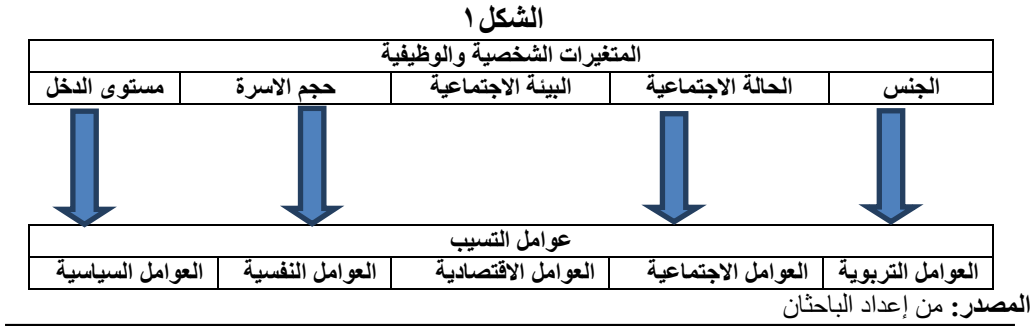 الشكل ١
المتغيرات الشخصية والوظيفية
الجنس الحالة الاجتماعية البيئة الاجتماعية حجم الاسرة مستوى الدخل
عوامل التسيب
العوامل التربوية العوامل الاجتماعية العوامل الاقتصادية العوامل النفسية العوامل السياسية
المصدر: من إعداد الباحثان